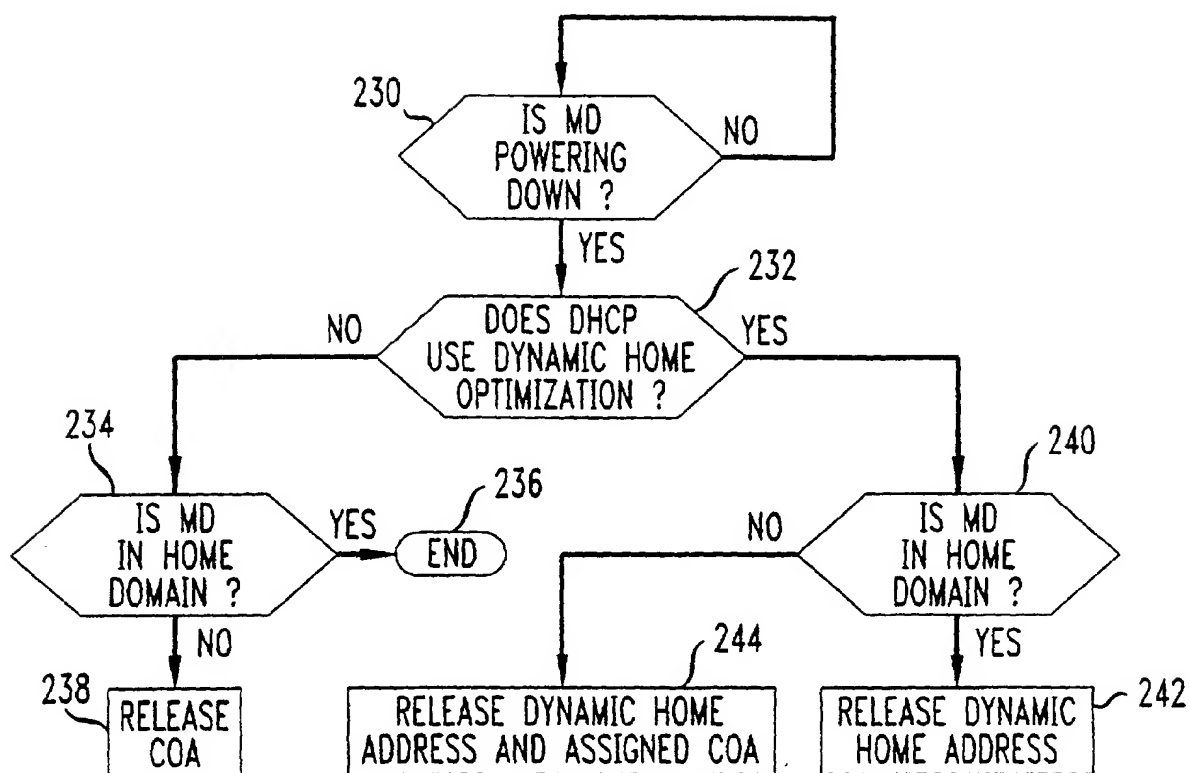 230
IS MD
POWERING
DOWN ?
NO
YES
232
DOES DHCP
USE DYNAMIC HOME
OPTIMIZATION ?
NO
YES
234
IS MD
IN HOME
DOMAIN ?
YES
236
END
NO
240
IS MD
IN HOME
DOMAIN ?
NO
YES
238
RELEASE
COA
244
RELEASE DYNAMIC HOME
ADDRESS AND ASSIGNED COA
242
RELEASE DYNAMIC
HOME ADDRESS